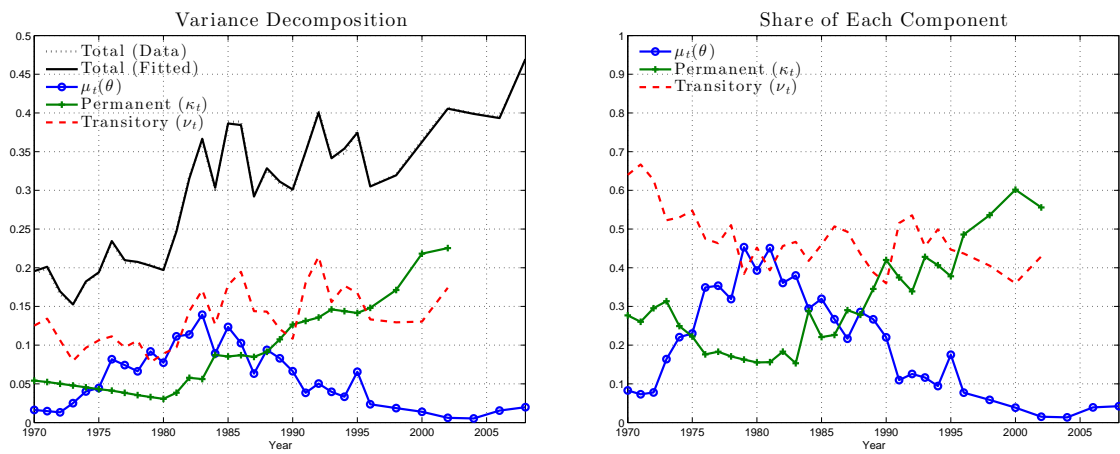 Variance Decomposition
0.5
0.45
0.4
0.35
0.3
0.25
0.2
0.15
0.1
0.05
0
Total (Data)
Total (Fitted)
μt(θ)
Permanent (κt)
Transitory (νt)
1970 1975 1980 1985 1990 1995 2000 2005
Year
Share of Each Component
1
0.9
0.8
0.7
0.6
0.5
0.4
0.3
0.2
0.1
0
μt(θ)
Permanent (κt)
Transitory (νt)
1970 1975 1980 1985 1990 1995 2000 2005
Year